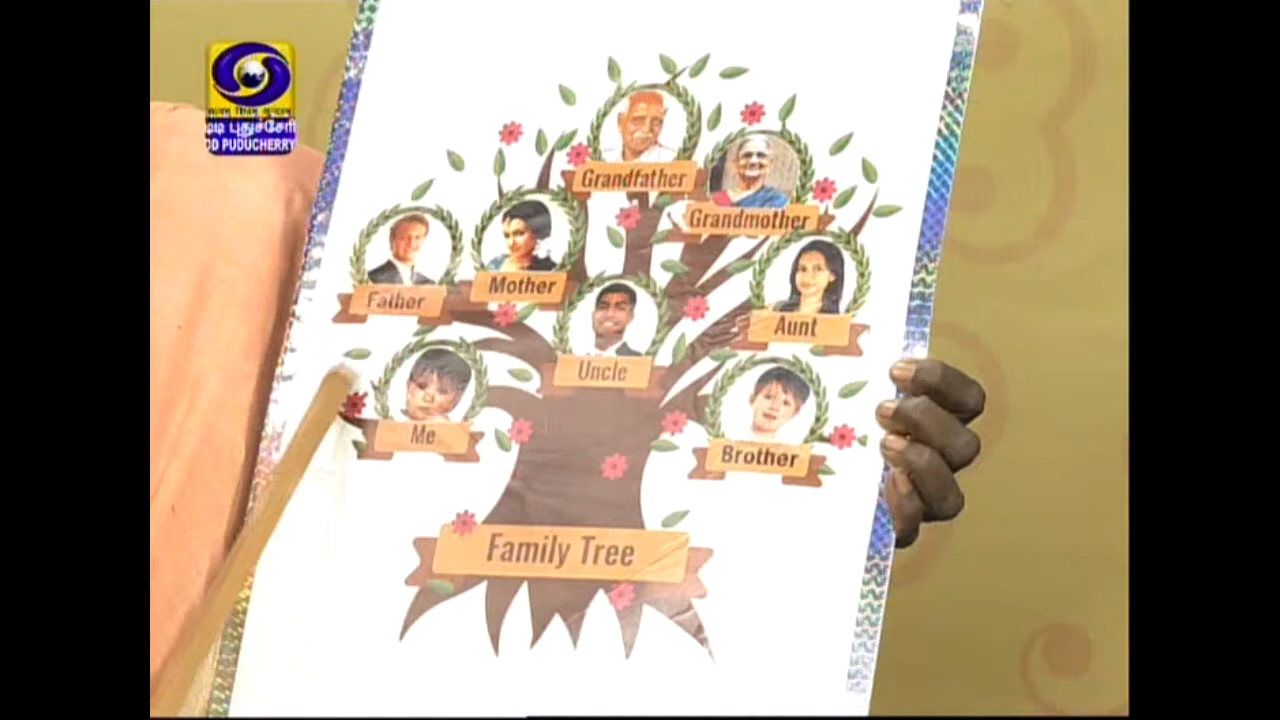 டிடி புதுச்சேரி
DD PUDUCHERRY
Grandfather
Grandmother
Father
Mother
Aunt
Uncle
Me
Brother
Family Tree